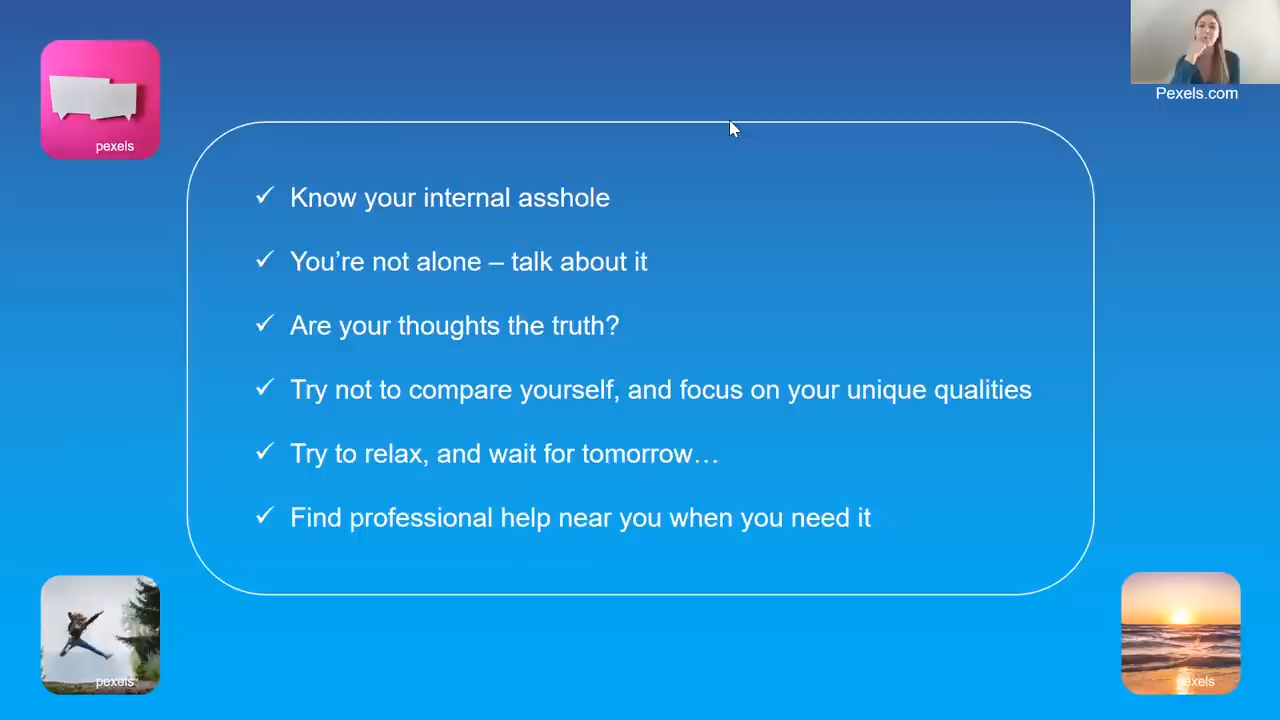 pexels
Pexels.com
✓ Know your internal asshole
✓ You’re not alone – talk about it
✓ Are your thoughts the truth?
✓ Try not to compare yourself, and focus on your unique qualities
✓ Try to relax, and wait for tomorrow…
✓ Find professional help near you when you need it
pexels
pexels